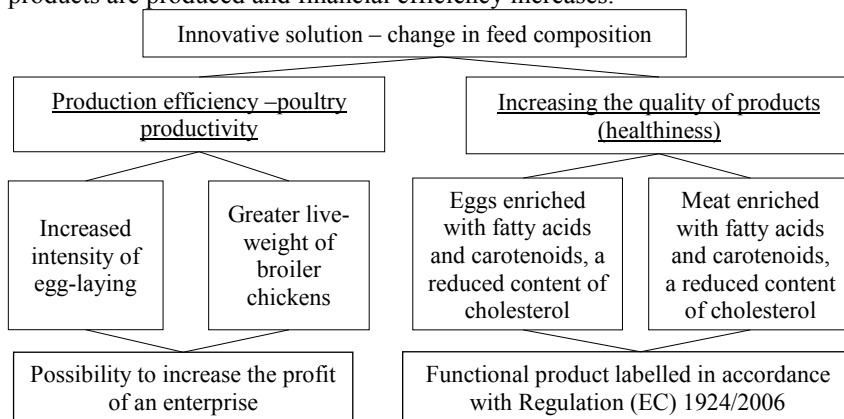 products are produced and financial efficiency increases.
Innovative solution – change in feed composition
Production efficiency –poultry
productivity
Increasing the quality of products
(healthiness)
Increased
intensity of
egg-laying
Greater live-
weight of
broiler
chickens
Eggs enriched
with fatty acids
and carotenoids, a
reduced content of
cholesterol
Meat enriched
with fatty acids
and carotenoids,
a reduced content
of cholesterol
Possibility to increase the profit
of an enterprise
Functional product labelled in accordance
with Regulation (EC) 1924/2006